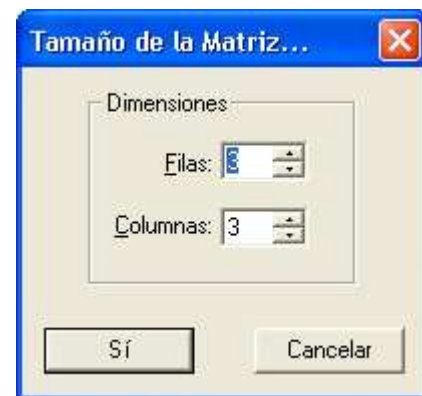 Tamaño de la Matriz...
Dimensiones
Filas: 3
Columnas: 3
Sí Cancelar